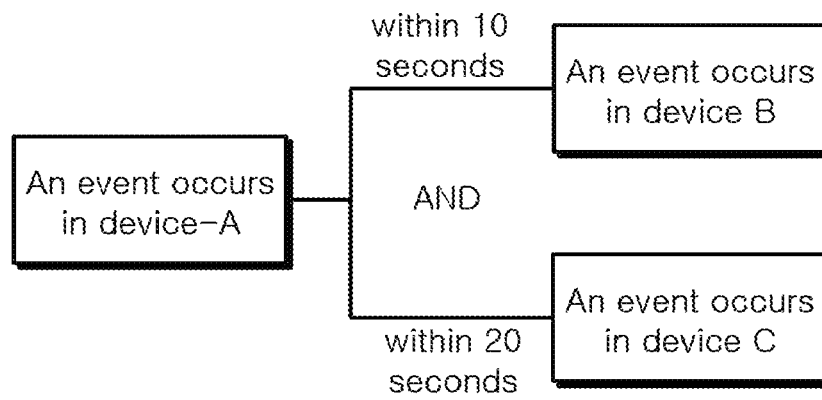 An event occurs
in device-A
within 10
seconds
An event occurs
in device B
AND
within 20
seconds
An event occurs
in device C